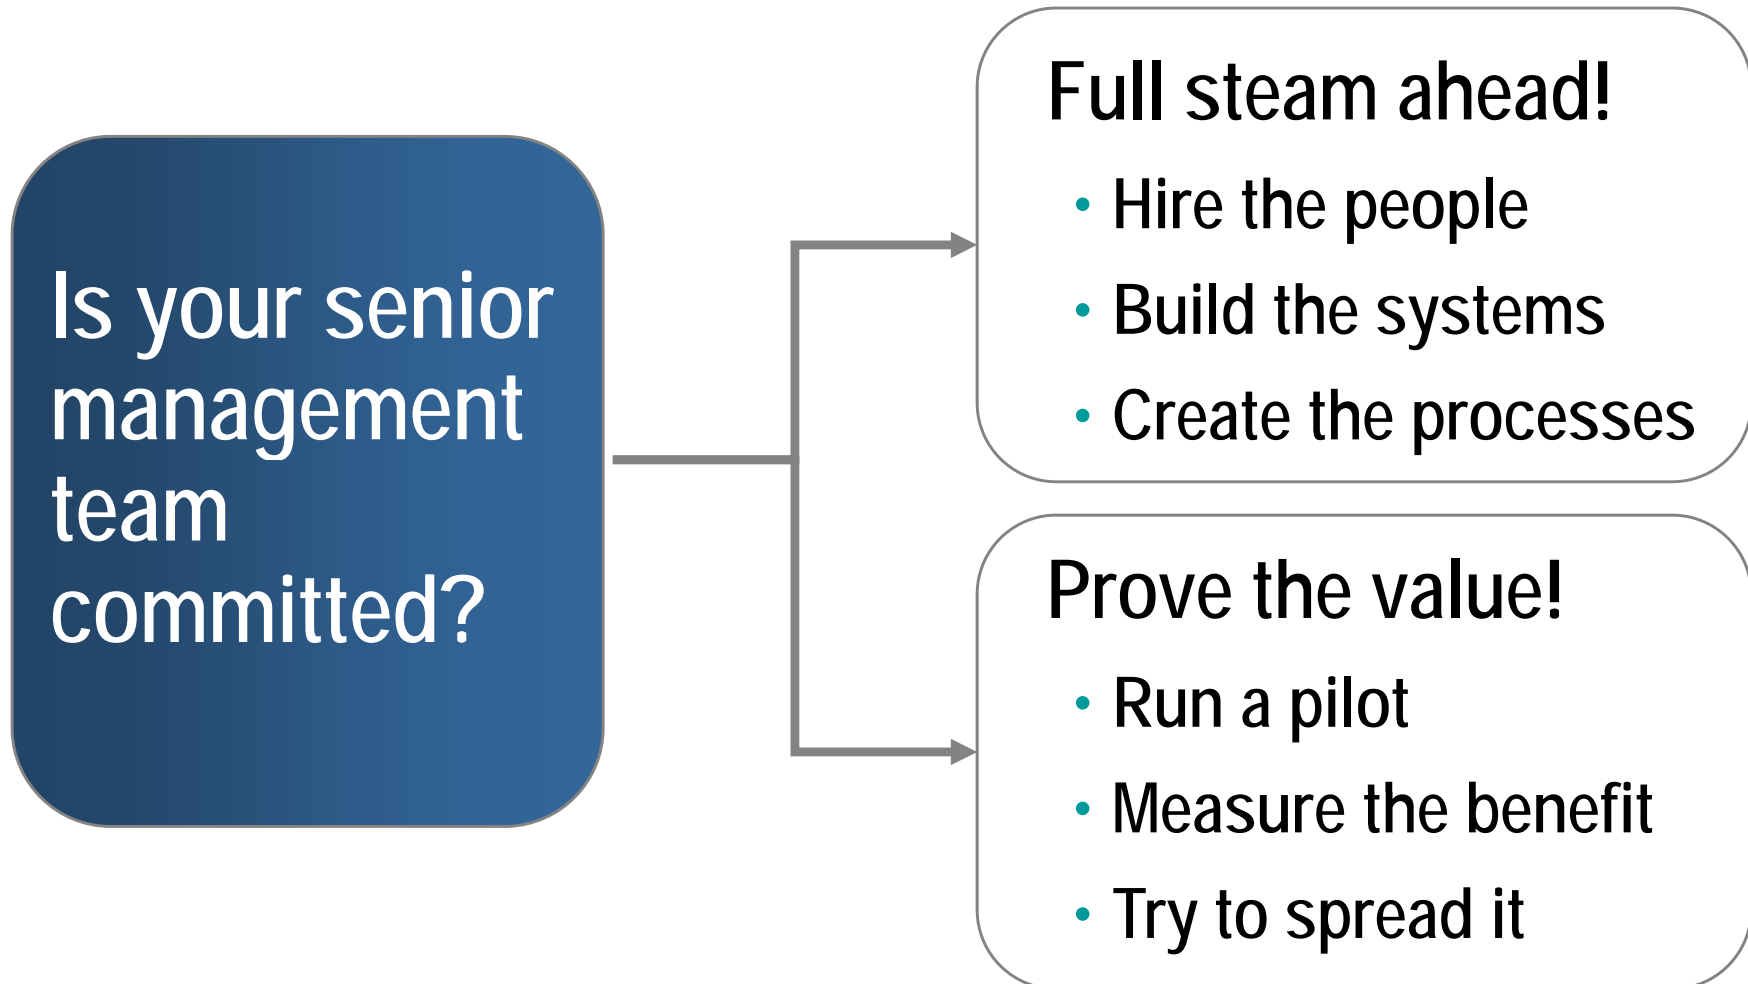 Is your senior
management
team
committed?
Full steam ahead!
• Hire the people
• Build the systems
• Create the processes
Prove the value!
• Run a pilot
• Measure the benefit
• Try to spread it